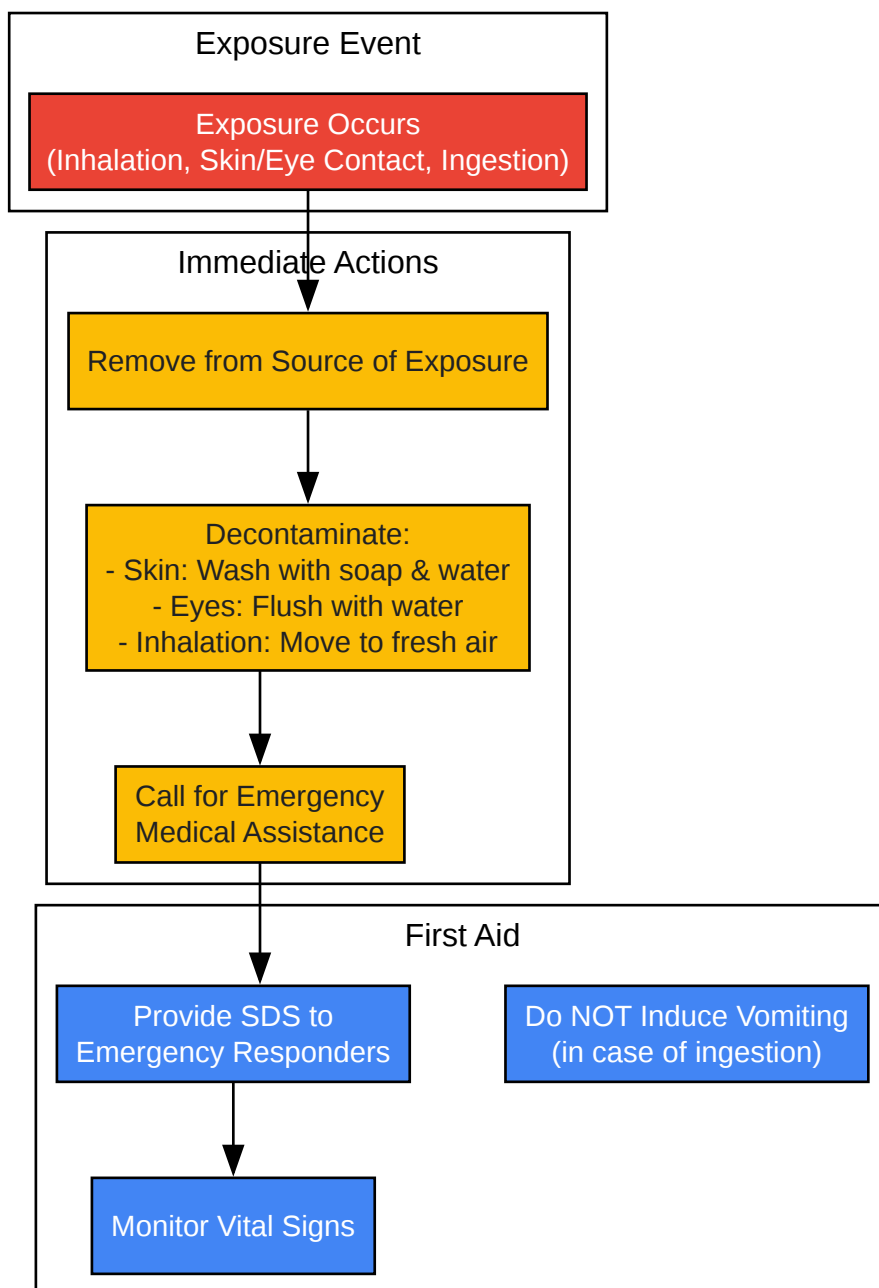 Exposure Event
Exposure Occurs
(Inhalation, Skin/Eye Contact, Ingestion)
Immediate Actions
Remove from Source of Exposure
Decontaminate:
- Skin: Wash with soap & water
- Eyes: Flush with water
- Inhalation: Move to fresh air
Call for Emergency
Medical Assistance
First Aid
Provide SDS to
Emergency Responders
Do NOT Induce Vomiting
(in case of ingestion)
Monitor Vital Signs